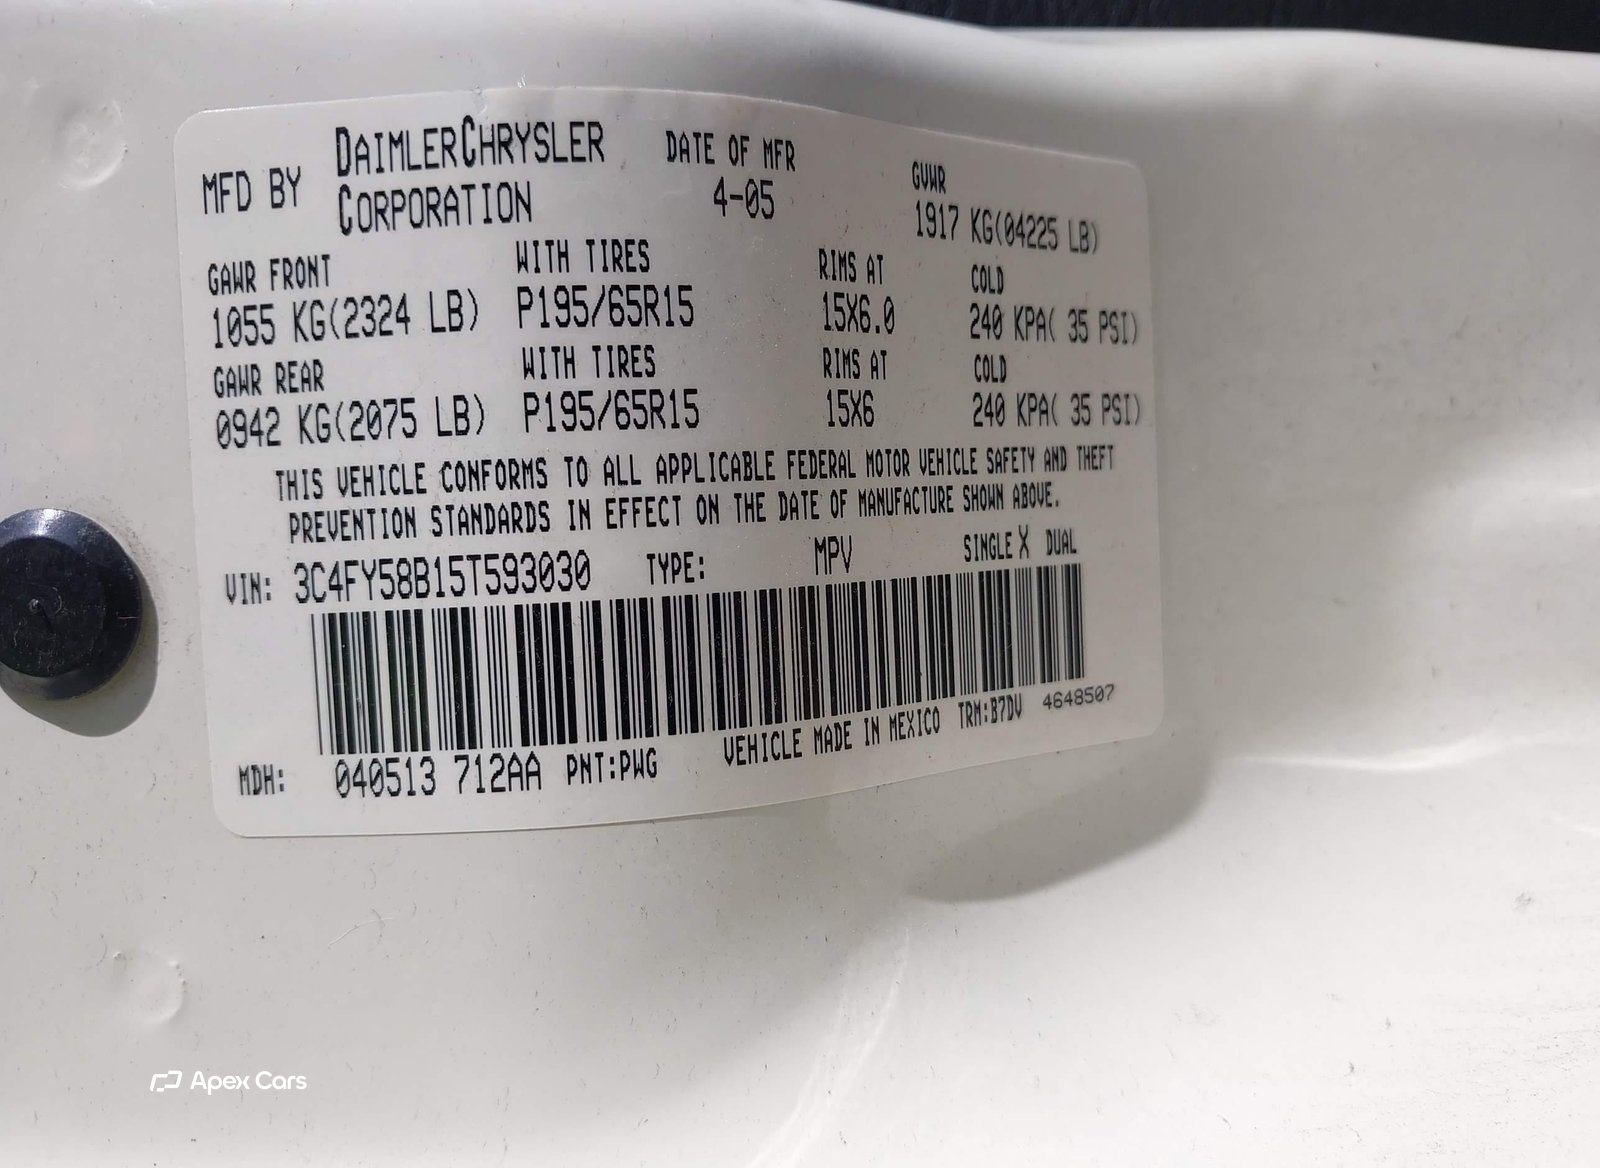 MFD BY DAIMLERCHRYSLER CORPORATION DATE OF MFR 4-05 GVWR 1917 KG(04225 LB)
GAWR FRONT WITH TIRES RIMS AT COLD
1055 KG(2324 LB) P195/65R15 15X6.0 240 KPA( 35 PSI)
GAWR REAR WITH TIRES RIMS AT COLD
0942 KG(2075 LB) P195/65R15 15X6 240 KPA( 35 PSI)
THIS VEHICLE CONFORMS TO ALL APPLICABLE FEDERAL MOTOR VEHICLE SAFETY AND THEFT
PREVENTION STANDARDS IN EFFECT ON THE DATE OF MANUFACTURE SHOWN ABOVE.
VIN: 3C4FY58B15T593030 TYPE: MPV SINGLE X DUAL
MDH: 040513 712AA PNT:PWG VEHICLE MADE IN MEXICO TRM:B7DV 4648507
Apex Cars